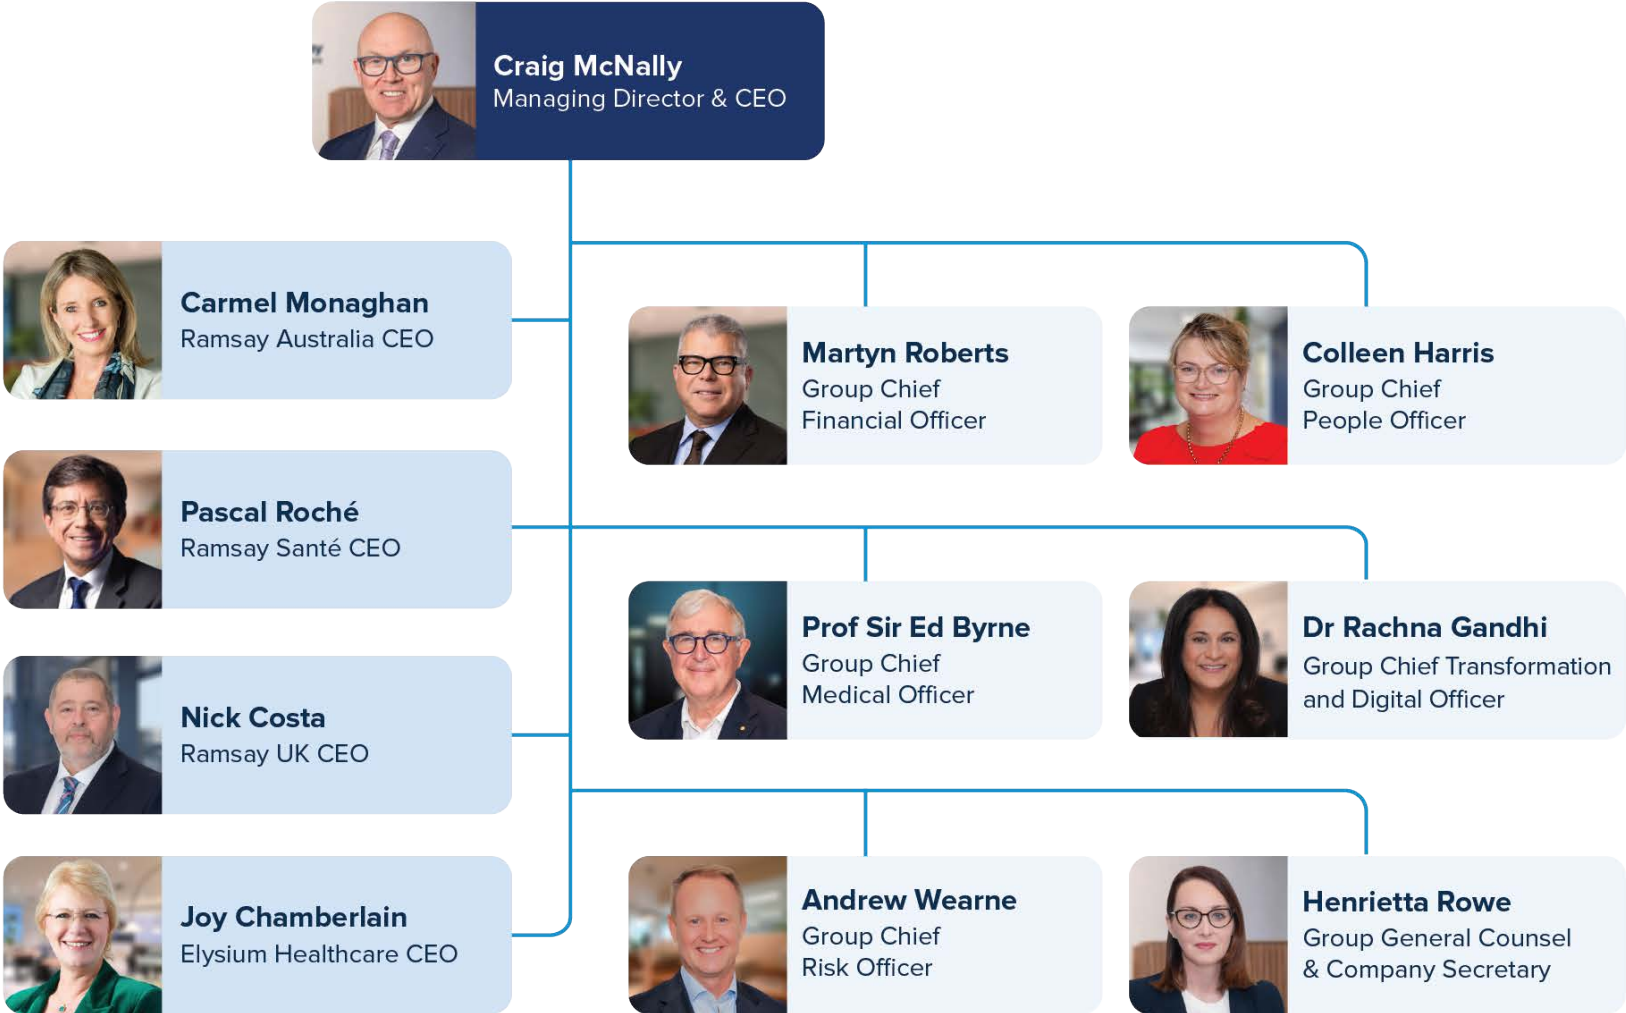 Craig McNally
Managing Director & CEO
Carmel Monaghan
Ramsay Australia CEO
Pascal Roché
Ramsay Santé CEO
Nick Costa
Ramsay UK CEO
Joy Chamberlain
Elysium Healthcare CEO
Martyn Roberts
Group Chief
Financial Officer
Colleen Harris
Group Chief
People Officer
Prof Sir Ed Byrne
Group Chief
Medical Officer
Dr Rachna Gandhi
Group Chief Transformation
and Digital Officer
Andrew Wearne
Group Chief
Risk Officer
Henrietta Rowe
Group General Counsel
& Company Secretary